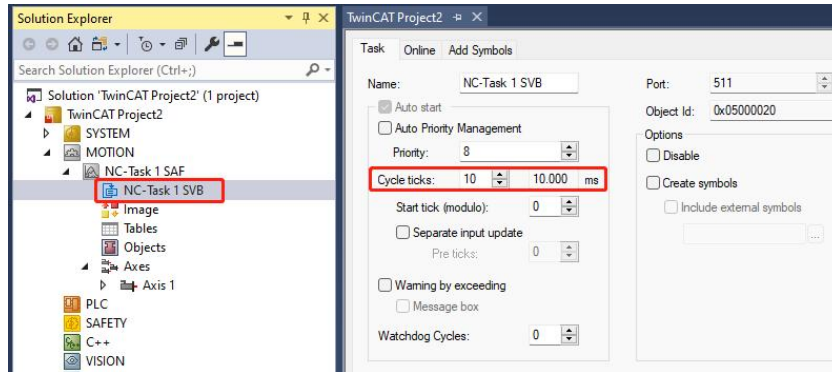 Solution Explorer
Search Solution Explorer (Ctrl+;)
Solution 'TwinCAT Project2' (1 project)
TwinCAT Project2
SYSTEM
MOTION
NC-Task 1 SAF
NC-Task 1 SVB
Image
Tables
Objects
Axes
Axis 1
PLC
SAFETY
C++
VISION
TwinCAT Project2
Task Online Add Symbols
Name: NC-Task 1 SVB Port: 511
Auto start Object Id: 0x05000020
Auto Priority Management Options
Priority: 8 Disable
Cycle ticks: 10 10.000 ms Create symbols
Start tick (modulo): 0 Include external symbols
Separate input update ...
Pre ticks: 0
Warning by exceeding
Message box
Watchdog Cycles: 0